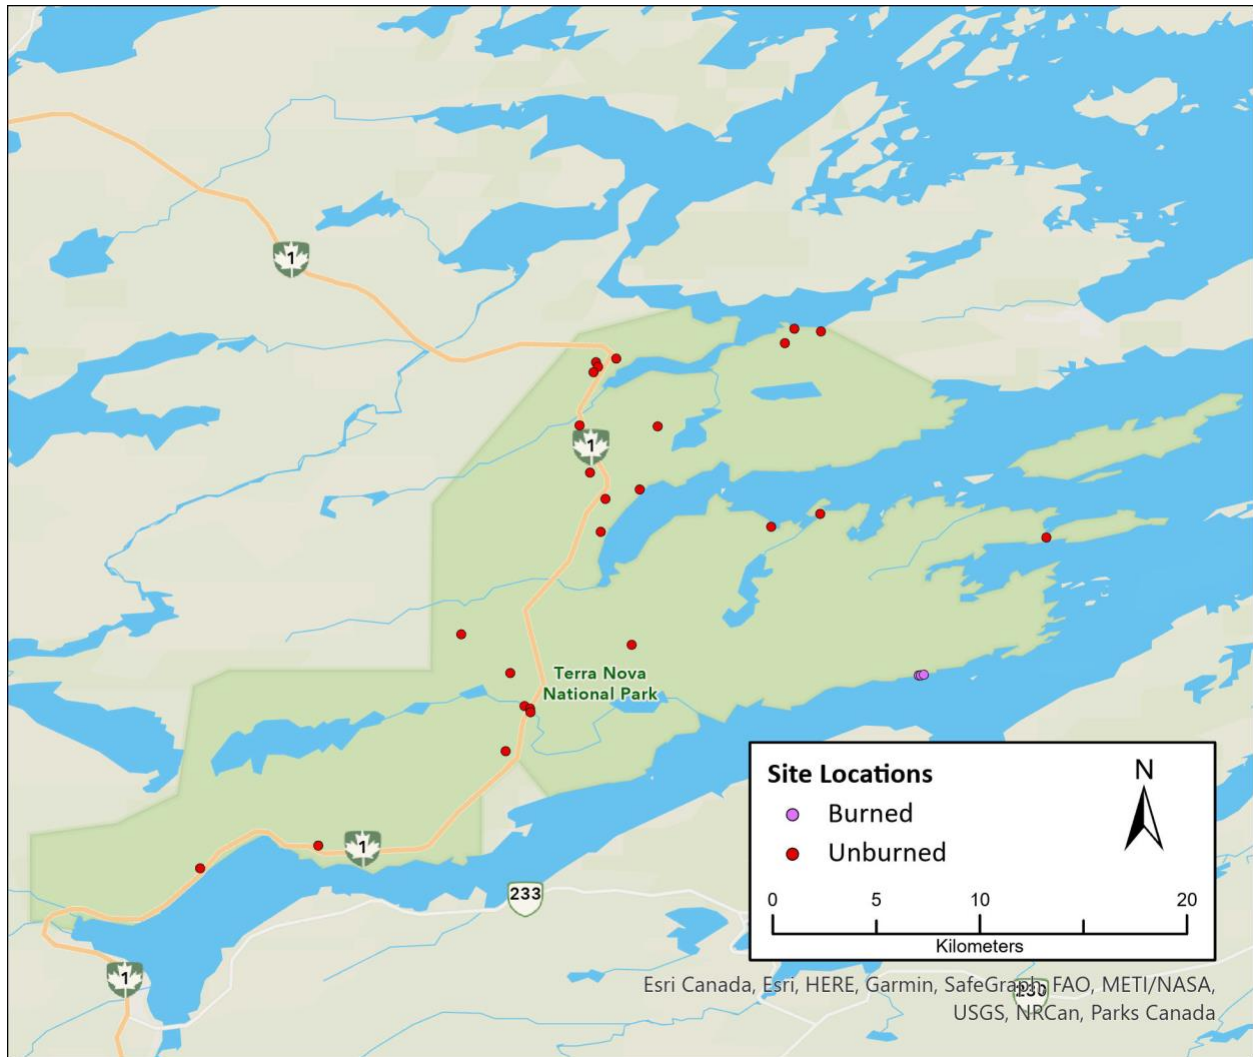 1
1
Terra Nova
National Park
1
233
1
Site Locations
N
Burned
Unburned
0 5 10 20
Kilometers
230
Esri Canada, Esri, HERE, Garmin, SafeGraph, FAO, METI/NASA,
USGS, NRCan, Parks Canada